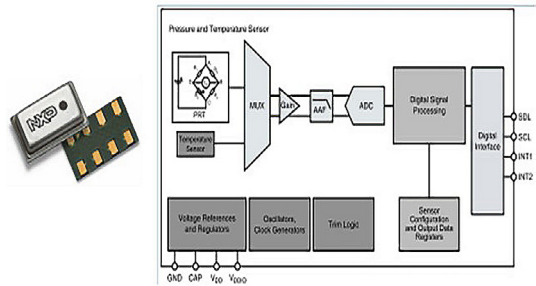 Pressure and Temperature Sensor
NXP
PRT
MUX
Gain
AAF
ADC
Digital Signal
Processing
Digital
Interface
SDL
SCL
INT1
INT2
Temperature
Sensor
Voltage References
and Regulators
Oscillators,
Clock Generators
Trim Logic
Sensor
Configuration
and Output Data
Registers
GND CAP VDD VDDIO